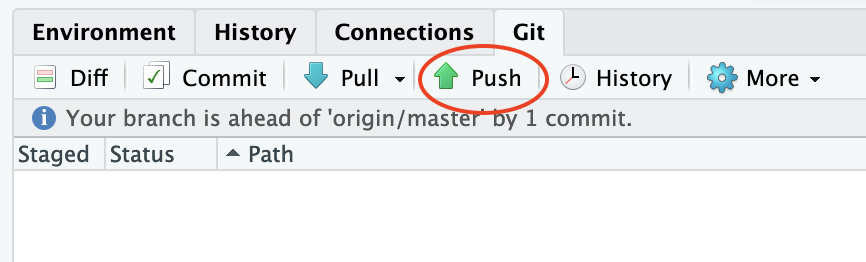 Environment History Connections Git
Diff Commit Pull Push History More
Your branch is ahead of 'origin/master' by 1 commit.
Staged Status Path